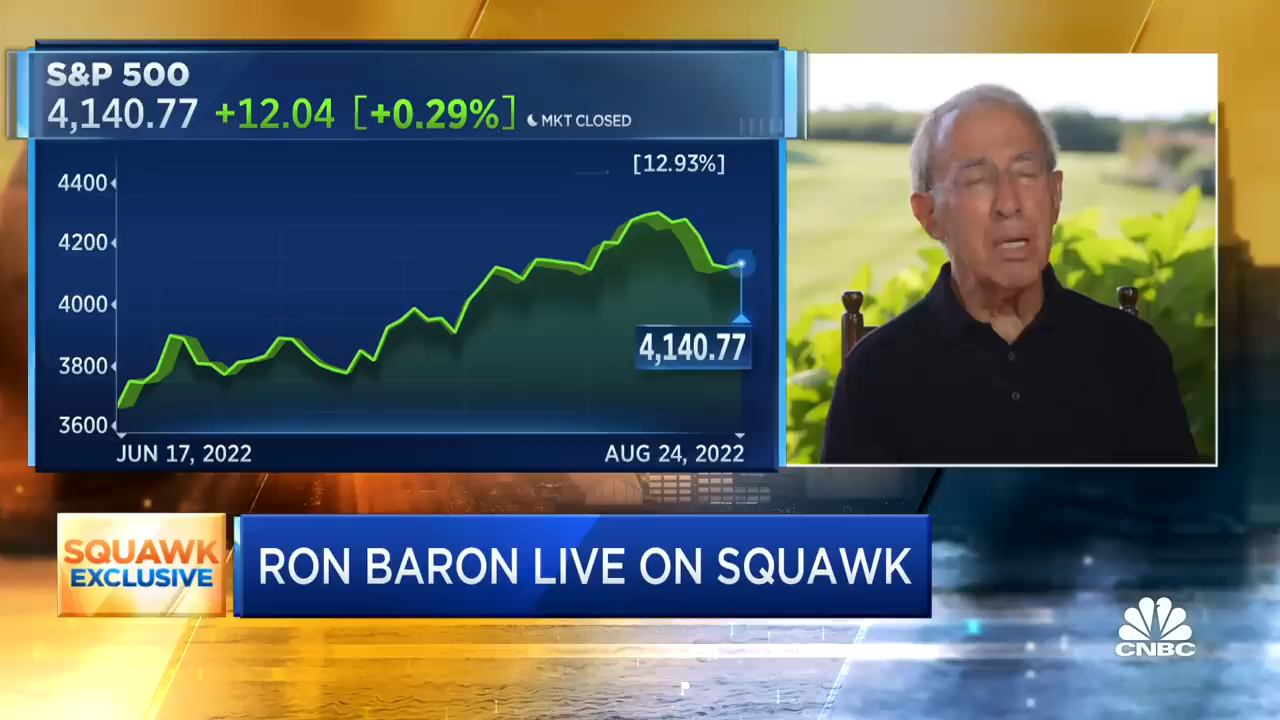 S&P 500
4,140.77 +12.04 [+0.29%] MKT CLOSED
[12.93%]
4400
4200
4000
3800
3600
4,140.77
JUN 17, 2022
AUG 24, 2022
SQUAWK
EXCLUSIVE
RON BARON LIVE ON SQUAWK
CNBC
P